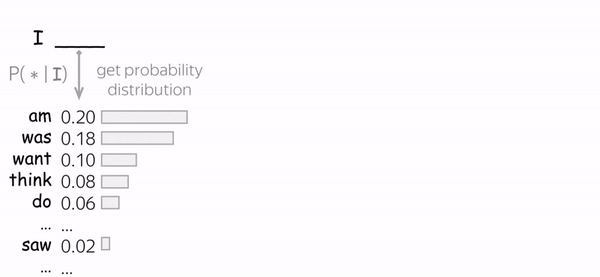 I ____
P( * | I)
get probability
distribution
am 0.20
was 0.18
want 0.10
think 0.08
do 0.06
... ...
saw 0.02
... ...